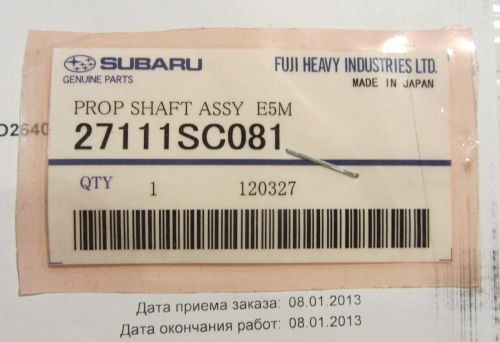 SUBARU
GENUINE PARTS
FUJI HEAVY INDUSTRIES LTD.
MADE IN JAPAN
PROP SHAFT ASSY E5M
27111SC081
QTY 1 120327
O2640
Дата приема заказа: 08.01.2013
Дата окончания работ: 08.01.2013